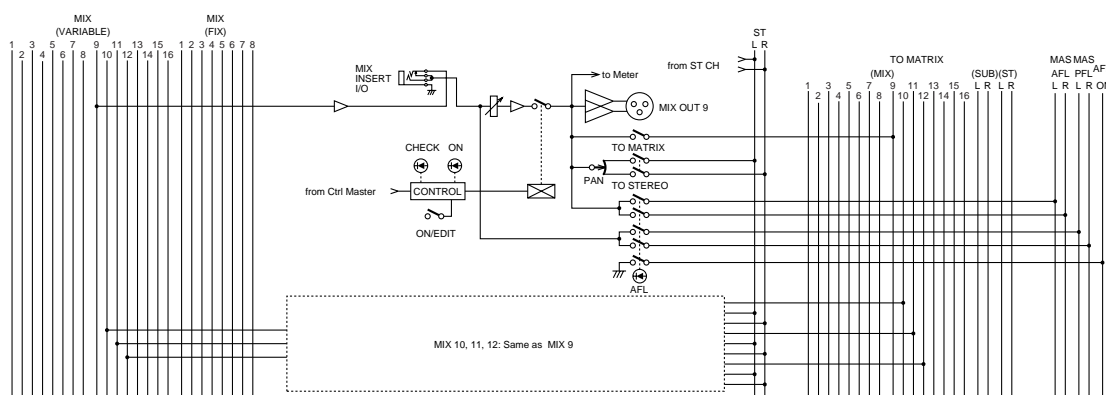 MIX
(VARIABLE)
1 2 3 4 5 6 7 8 9 10 11 12 13 14 15 16
MIX
(FIX)
1 2 3 4 5 6 7 8
MIX
INSERT
I/O
to Meter
MIX OUT 9
ST
L R
from ST CH
TO MATRIX
(MIX)
1 2 3 4 5 6 7 8 9 10 11 12 13 14 15 16
(SUB) (ST)
L R L R
MAS MAS
AFL PFL
L R L R
CHECK ON
from Ctrl Master
CONTROL
ON/EDIT
TO MATRIX
PAN
TO STEREO
AFL
MIX 10, 11, 12: Same as MIX 9